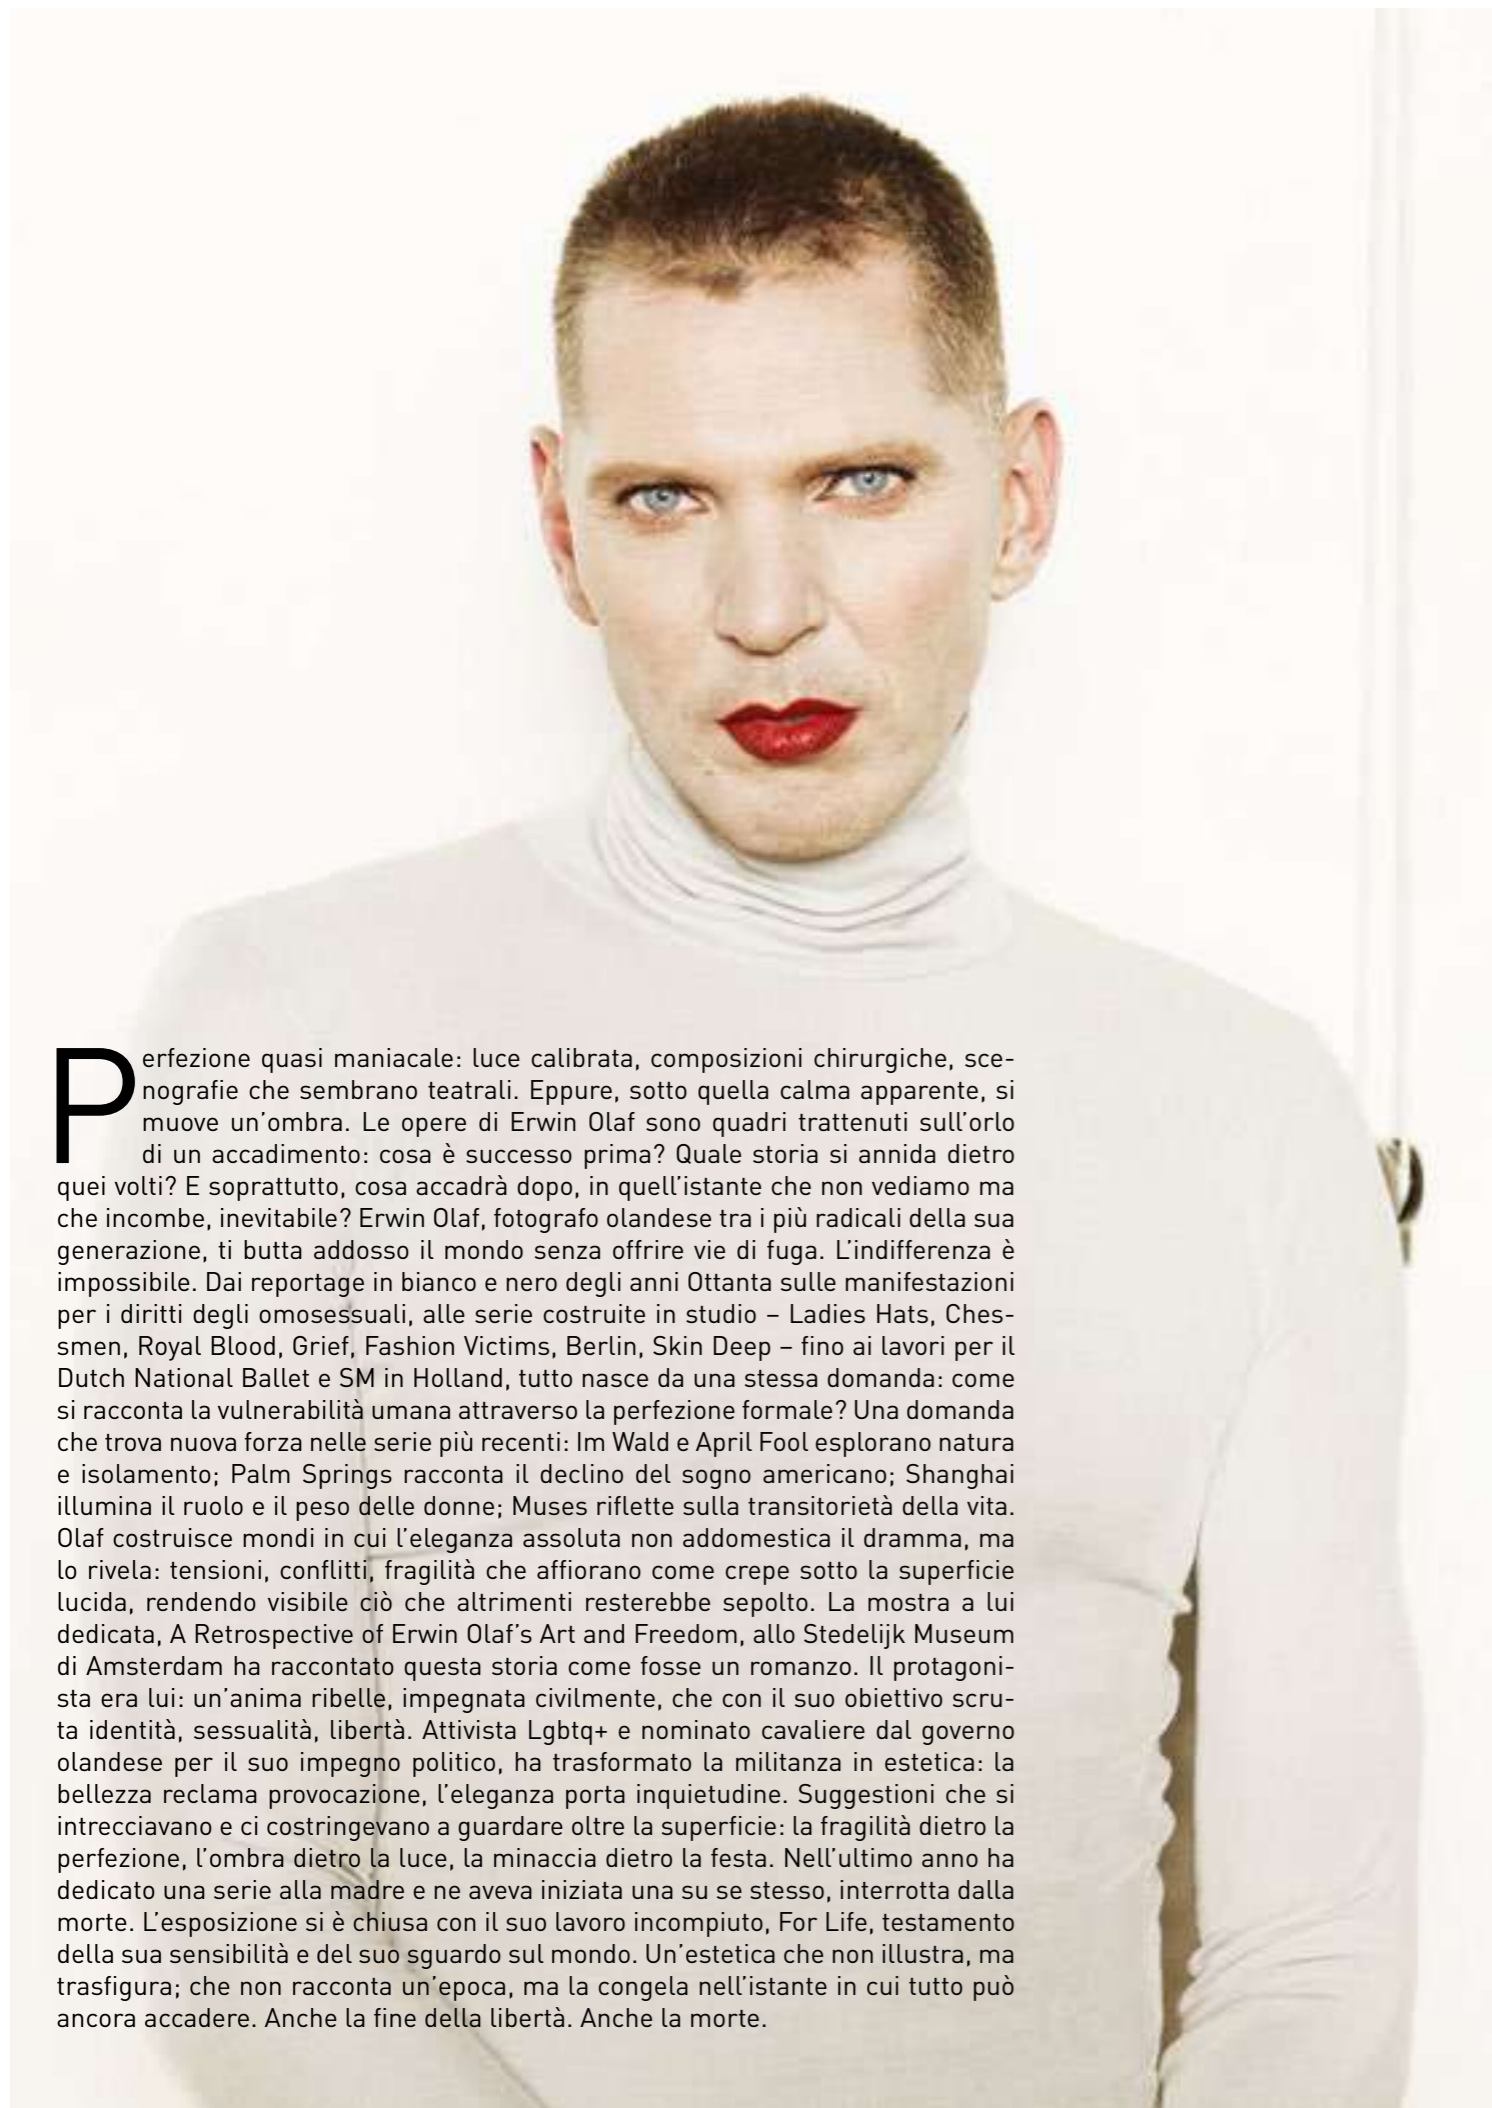 Perfezione quasi maniacale: luce calibrata, composizioni chirurgiche, sce-
nografie che sembrano teatrali. Eppure, sotto quella calma apparente, si
muove un'ombra. Le opere di Erwin Olaf sono quadri trattenuti sull'orlo
di un accadimento: cosa è successo prima? Quale storia si annida dietro
quei volti? E soprattutto, cosa accadrà dopo, in quell'istante che non vediamo ma
che incombe, inevitabile? Erwin Olaf, fotografo olandese tra i più radicali della sua
generazione, ti butta addosso il mondo senza offrire vie di fuga. L'indifferenza è
impossibile. Dai reportage in bianco e nero degli anni Ottanta sulle manifestazioni
per i diritti degli omosessuali, alle serie costruite in studio – Ladies Hats, Ches-
smen, Royal Blood, Grief, Fashion Victims, Berlin, Skin Deep – fino ai lavori per il
Dutch National Ballet e SM in Holland, tutto nasce da una stessa domanda: come
si racconta la vulnerabilità umana attraverso la perfezione formale? Una domanda
che trova nuova forza nelle serie più recenti: Im Wald e April Fool esplorano natura
e isolamento; Palm Springs racconta il declino del sogno americano; Shanghai
illumina il ruolo e il peso delle donne; Muses riflette sulla transitorietà della vita.
Olaf costruisce mondi in cui l'eleganza assoluta non addomestica il dramma, ma
lo rivela: tensioni, conflitti, fragilità che affiorano come crepe sotto la superficie
lucida, rendendo visibile ciò che altrimenti resterebbe sepolto. La mostra a lui
dedicata, A Retrospective of Erwin Olaf's Art and Freedom, allo Stedelijk Museum
di Amsterdam ha raccontato questa storia come fosse un romanzo. Il protagoni-
sta era lui: un'anima ribelle, impegnata civilmente, che con il suo obiettivo scru-
ta identità, sessualità, libertà. Attivista Lgbtq+ e nominato cavaliere dal governo
olandese per il suo impegno politico, ha trasformato la militanza in estetica: la
bellezza reclama provocazione, l'eleganza porta inquietudine. Suggestioni che si
intrecciavano e ci costringevano a guardare oltre la superficie: la fragilità dietro la
perfezione, l'ombra dietro la luce, la minaccia dietro la festa. Nell'ultimo anno ha
dedicato una serie alla madre e ne aveva iniziata una su se stesso, interrotta dalla
morte. L'esposizione si è chiusa con il suo lavoro incompiuto, For Life, testamento
della sua sensibilità e del suo sguardo sul mondo. Un'estetica che non illustra, ma
trasfigura; che non racconta un'epoca, ma la congela nell'istante in cui tutto può
ancora accadere. Anche la fine della libertà. Anche la morte.